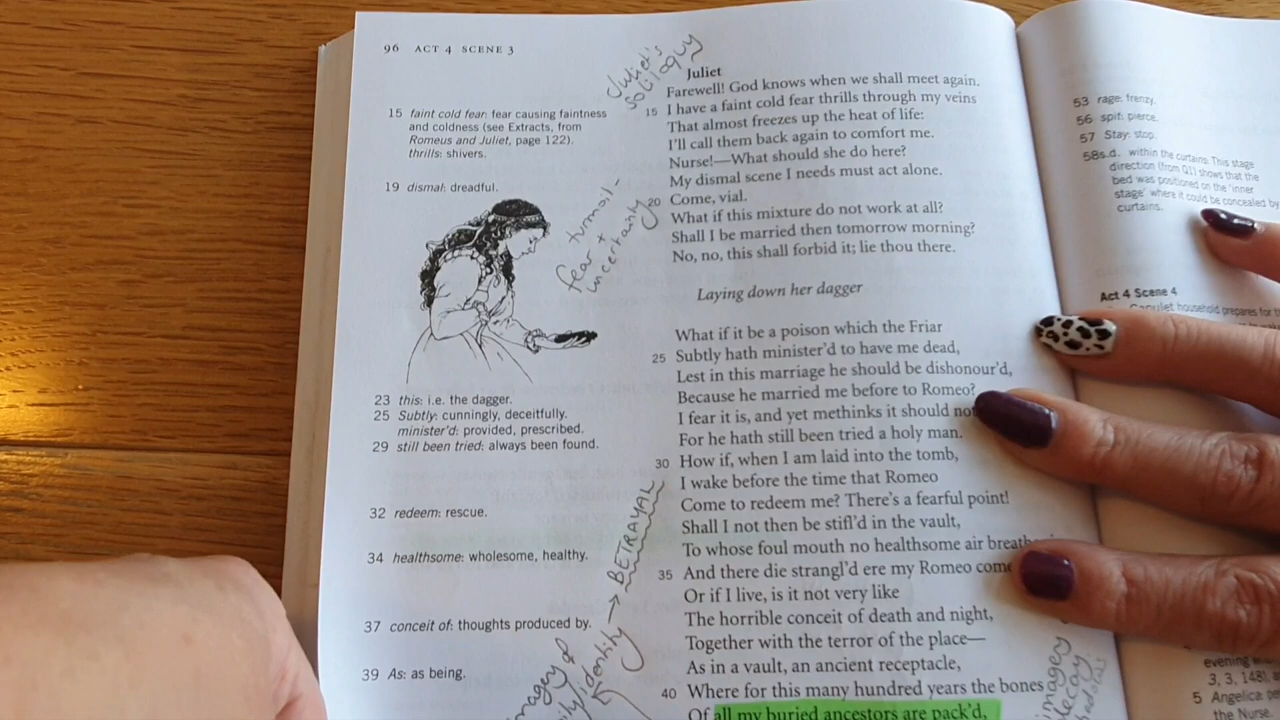 96 ACT 4 SCENE 3
Juliet's
soliloquy
15 faint cold fear: fear causing faintness
and coldness (see Extracts, from
Romeus and Juliet, page 122).
thrills: shivers.
19 dismal: dreadful.
fear + turmoil -
uncertainty
23 this: i.e. the dagger.
25 Subtly: cunningly, deceitfully.
minister'd: provided, prescribed.
29 still been tried: always been found.
32 redeem: rescue.
34 healthsome: wholesome, healthy.
37 conceit of: thoughts produced by.
39 As: as being.
imagery of
identity → BETRAYAL
Juliet
Farewell! God knows when we shall meet again.
15 I have a faint cold fear thrills through my veins
That almost freezes up the heat of life:
I'll call them back again to comfort me.
Nurse!—What should she do here?
My dismal scene I needs must act alone.
20 Come, vial.
What if this mixture do not work at all?
Shall I be married then tomorrow morning?
No, no, this shall forbid it; lie thou there.
Laying down her dagger
What if it be a poison which the Friar
25 Subtly hath minister'd to have me dead,
Lest in this marriage he should be dishonour'd,
Because he married me before to Romeo?
I fear it is, and yet methinks it should not
For he hath still been tried a holy man.
30 How if, when I am laid into the tomb,
I wake before the time that Romeo
Come to redeem me? There's a fearful point!
Shall I not then be stifl'd in the vault,
To whose foul mouth no healthsome air
35 And there die strangl'd ere my Romeo
Or if I live, is it not very like
The horrible conceit of death and night,
Together with the terror of the place—
As in a vault, an ancient receptacle,
40 Where for this many hundred years the bones
Of all my buried ancestors are pack'd,
imagery
decay
53 rage: frenzy.
56 spit: pierce.
57 Stay: stop.
58s.d. within the curtains: This stage
direction (from Q1) shows that the
bed was positioned on the 'inner
stage' where it could be concealed by
curtains.
Act 4 Scene 4
household prepares for
evening
3, 3, 148),
5 Angelica:
the Nurse